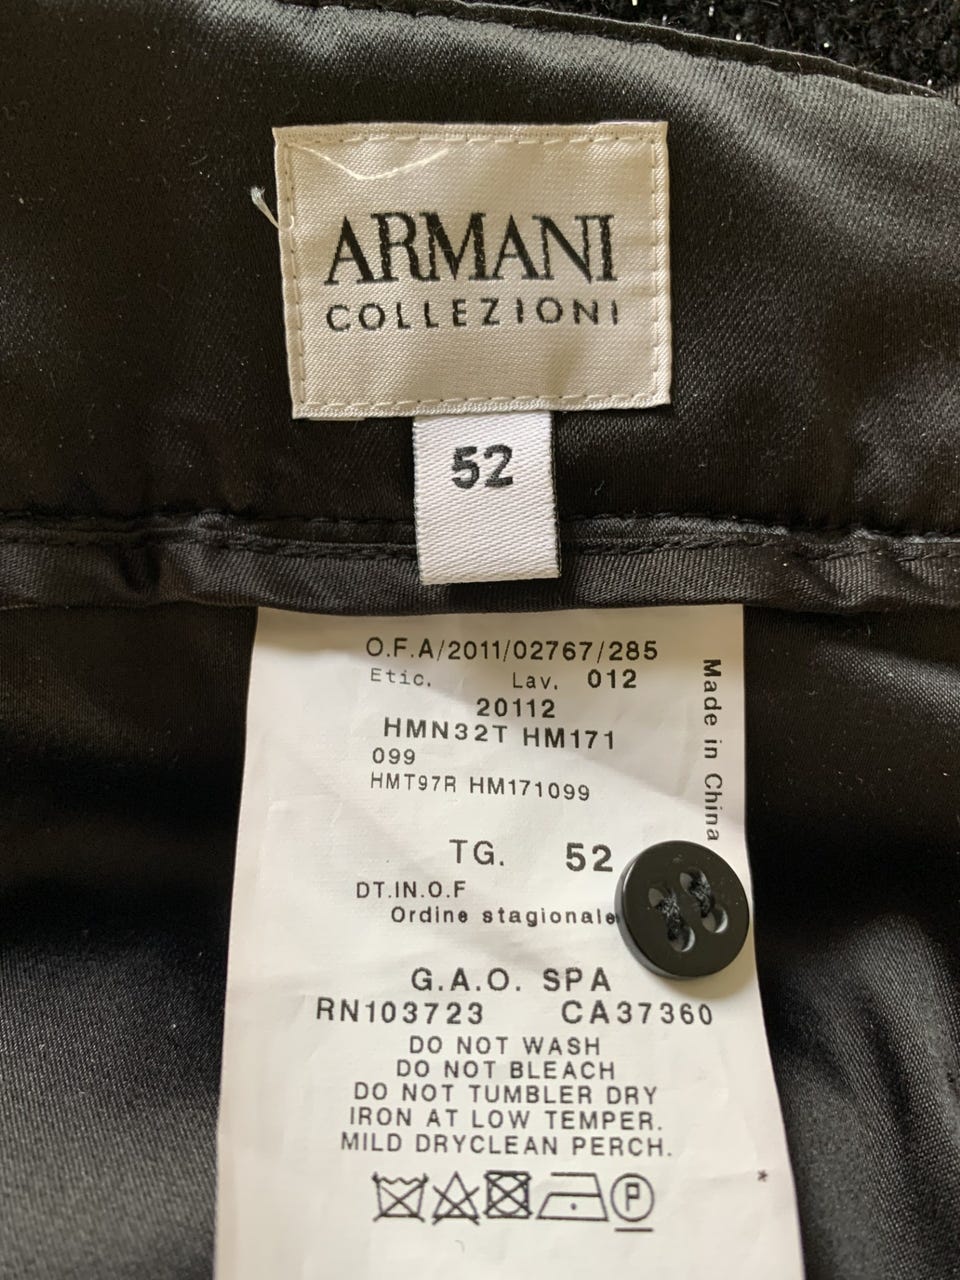 ARMANI
COLLEZIONI
52
O.F.A/2011/02767/285
Etic. Lav. 012
20112
HMN32T HM171
099
HMT97R HM171099
Made in China
TG. 52
DT.IN.O.F
Ordine stagionale
G.A.O. SPA
RN103723 CA37360
DO NOT WASH
DO NOT BLEACH
DO NOT TUMBLER DRY
IRON AT LOW TEMPER.
MILD DRYCLEAN PERCH.
P
*